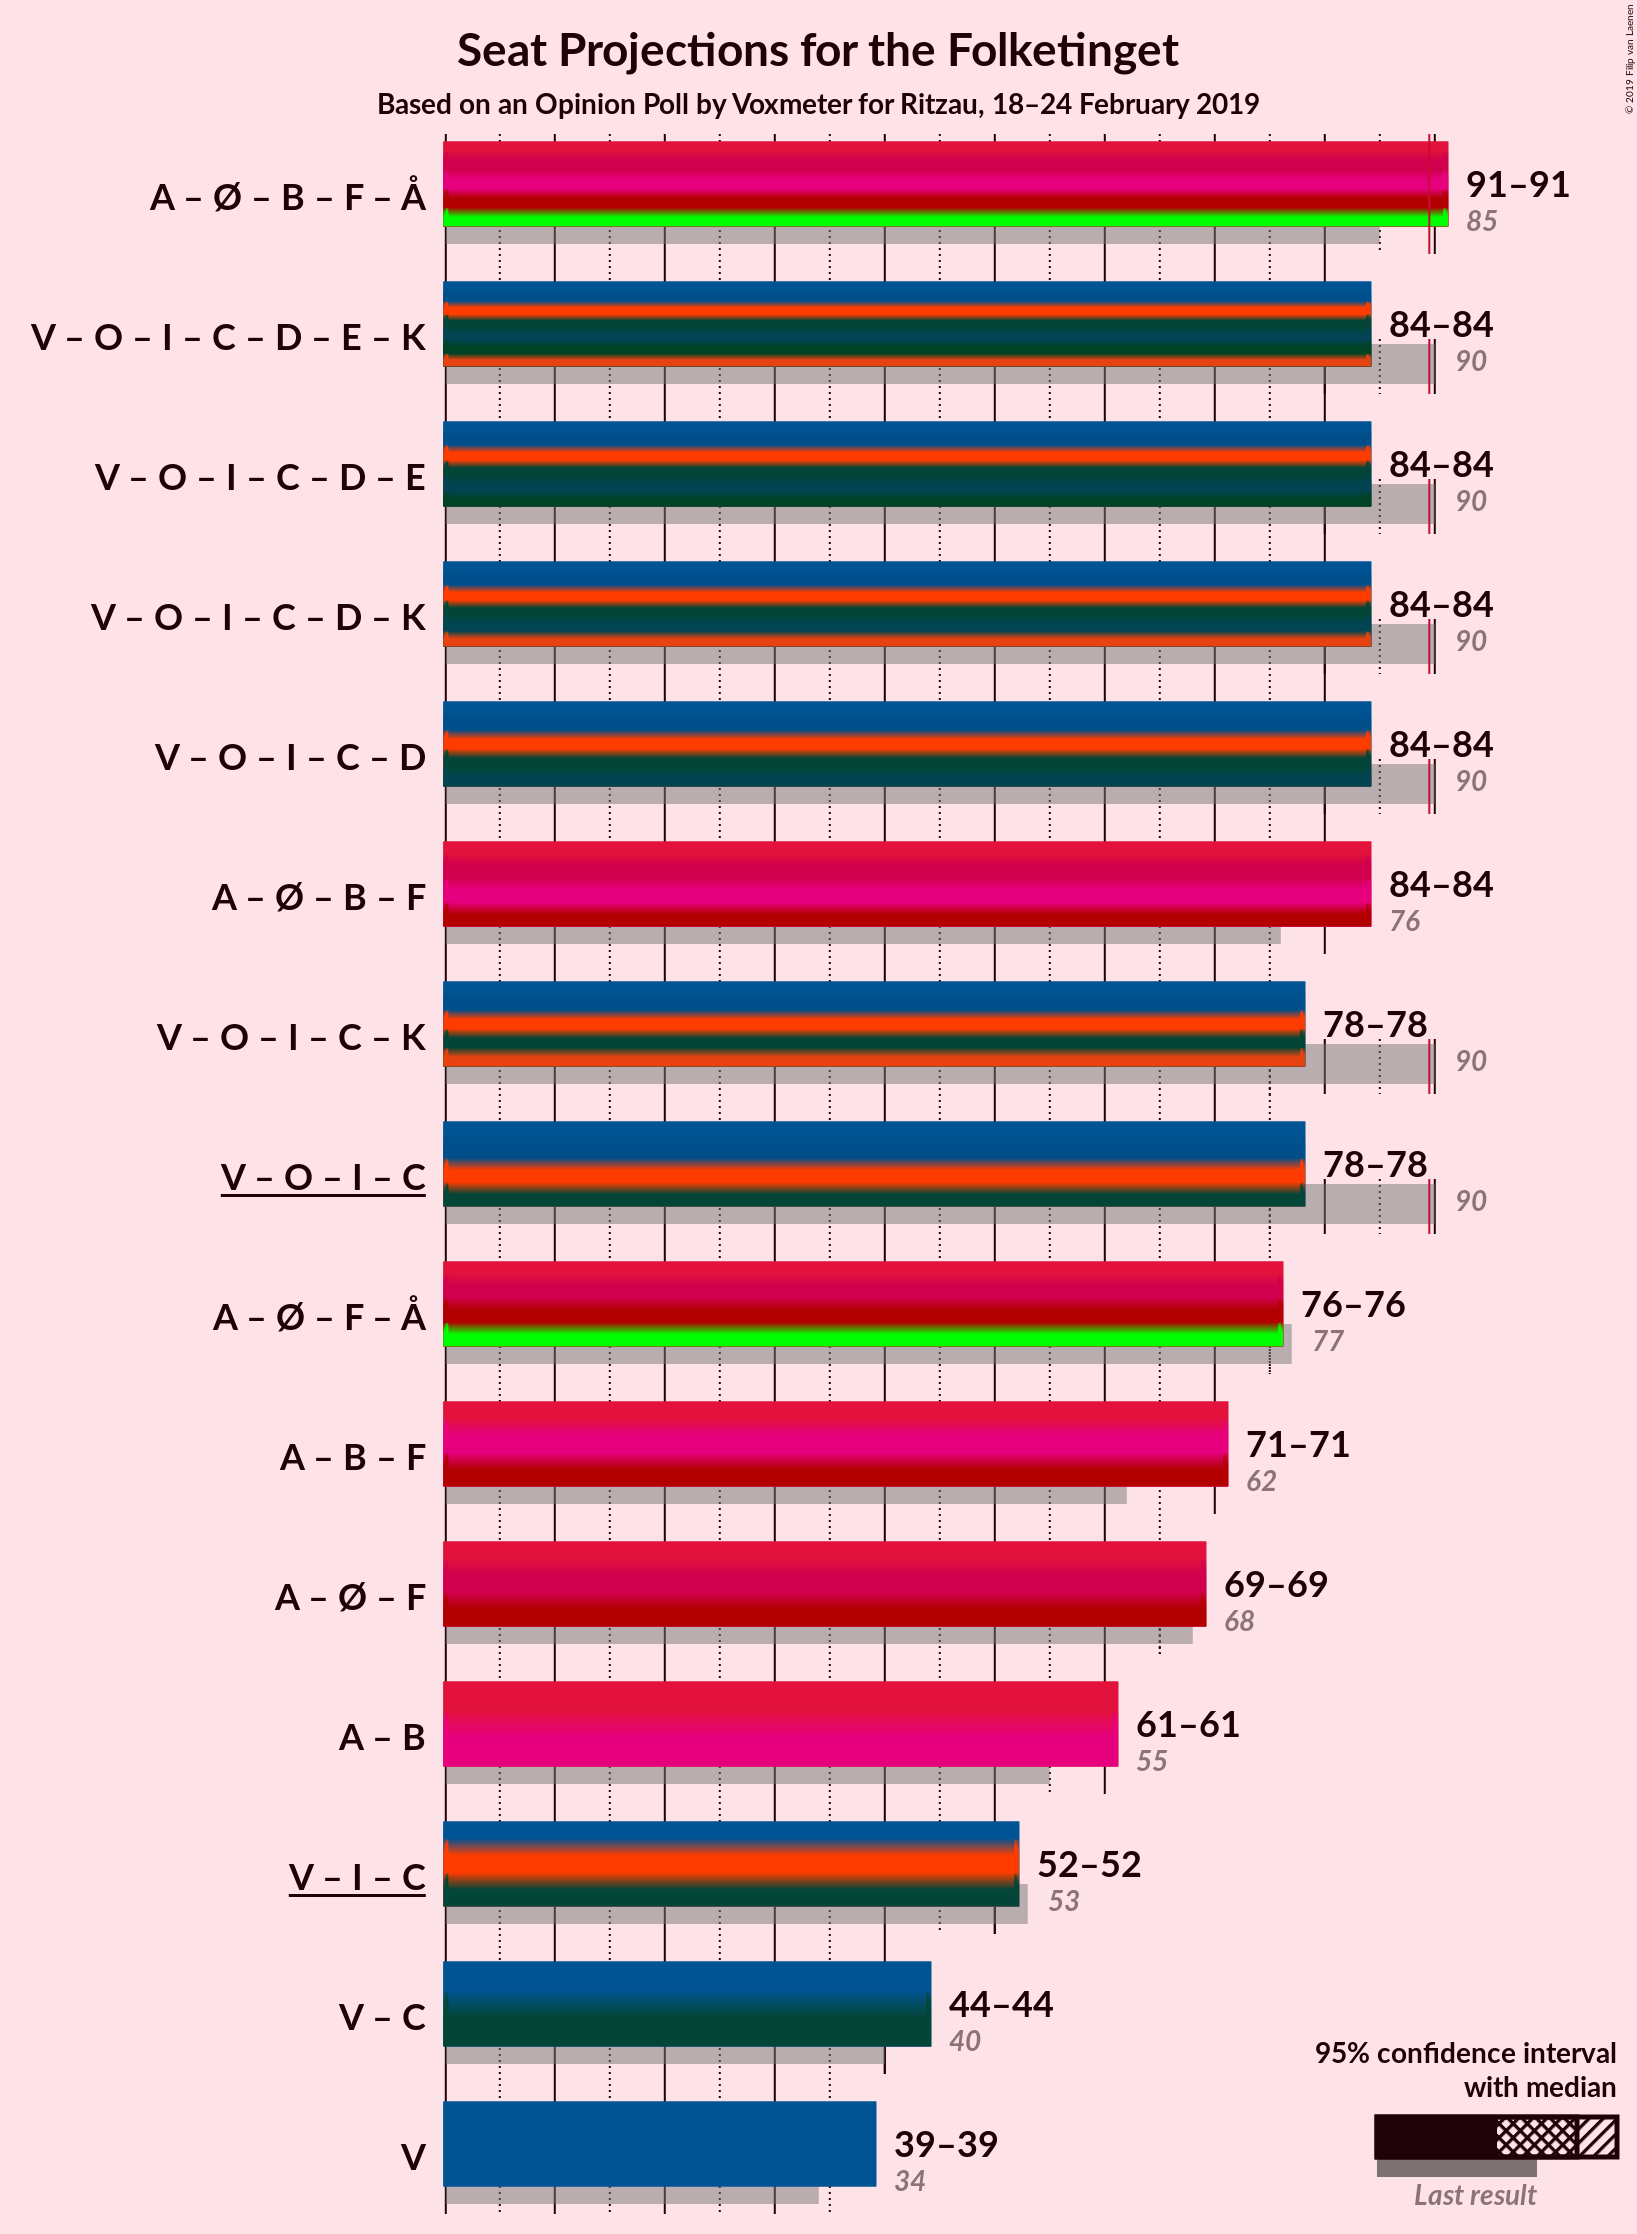 Seat Projections for the Folketinget
Based on an Opinion Poll by Voxmeter for Ritzau, 18–24 February 2019
© 2019 Filip van Laenen
A – Ø – B – F – Å
91–91
85
V – O – I – C – D – E – K
84–84
90
V – O – I – C – D – E
84–84
90
V – O – I – C – D – K
84–84
90
V – O – I – C – D
84–84
90
A – Ø – B – F
84–84
76
V – O – I – C – K
78–78
90
V – O – I – C
78–78
90
A – Ø – F – Å
76–76
77
A – B – F
71–71
62
A – Ø – F
69–69
68
A – B
61–61
55
V – I – C
52–52
53
V – C
44–44
40
V
39–39
34
95% confidence interval
with median
Last result